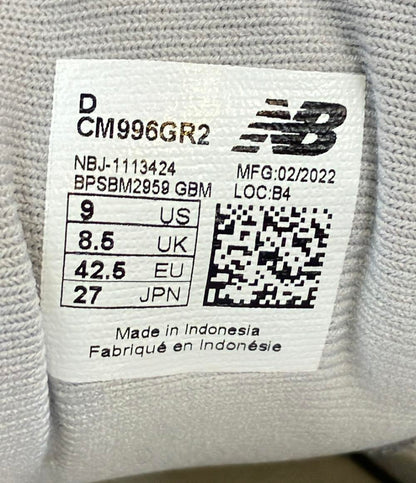 D
CM996GR2
NB
NBJ-1113424
BPSBM2959 GBM
MFG:02/2022
LOC:B4
9 US
8.5 UK
42.5 EU
27 JPN
Made in Indonesia
Fabriqué en Indonésie